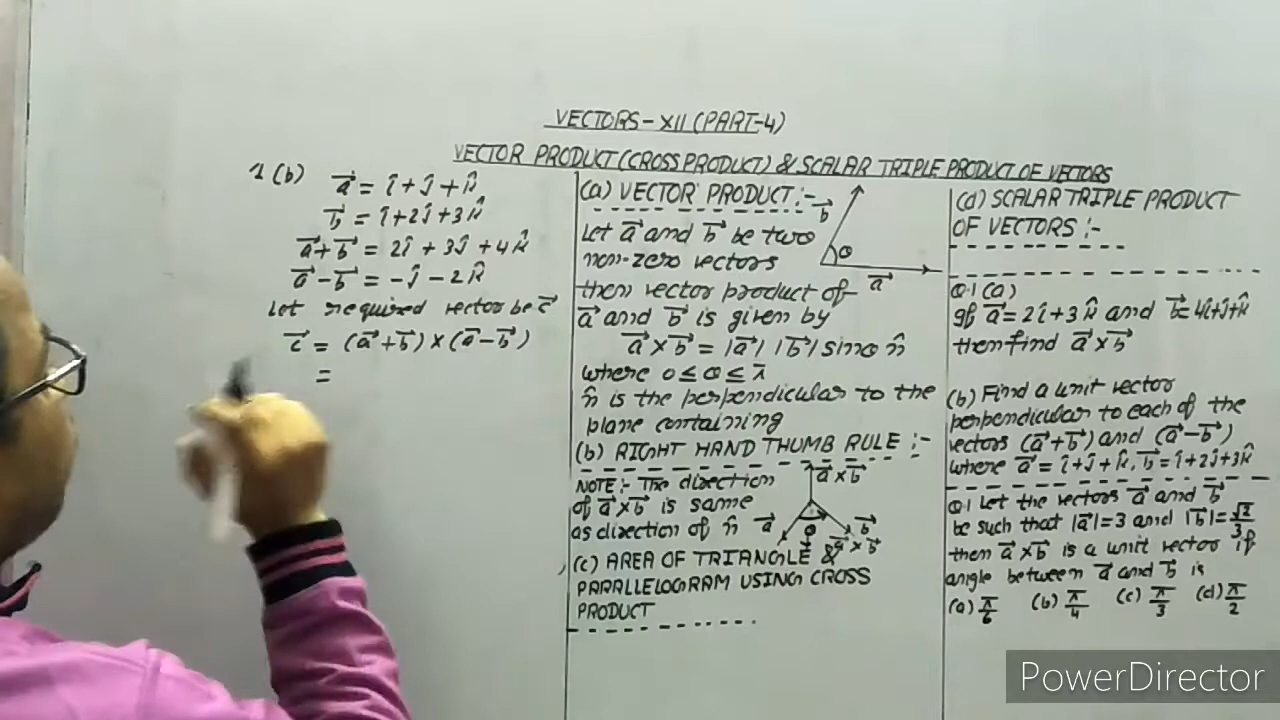 VECTORS-XII (PART-4)
VECTOR PRODUCT (CROSS PRODUCT) & SCALAR TRIPLE PRODUCT OF VECTORS
1(b) a⃗ = î + ĵ + k̂
b⃗ = î + 2ĵ + 3k̂
a⃗+b⃗ = 2î + 3ĵ + 4k̂
a⃗-b⃗ = -ĵ - 2k̂
Let required vector be c⃗
c⃗ = (a⃗+b⃗) × (a⃗-b⃗)
=
(a) VECTOR PRODUCT :-
b⃗
Let a⃗ and b⃗ be two
θ
non-zero vectors
a⃗
then vector product of
a⃗ and b⃗ is given by
a⃗ × b⃗ = |a⃗| |b⃗| sinθ n̂
where 0 ≤ θ ≤ π
n̂ is the perpendicular to the
plane containing
(b) RIGHT HAND THUMB RULE :-
NOTE :- The direction
of a⃗×b⃗ is same
as direction of n̂
a⃗×b⃗
a⃗
θ
b⃗
a⃗×b⃗
(c) AREA OF TRIANGLE &
PARALLELOGRAM USING CROSS
PRODUCT
(d) SCALAR TRIPLE PRODUCT
OF VECTORS :-
Q.1 (a)
If a⃗ = 2î + 3k̂ and b⃗ = 4î+ĵ+k̂
then find a⃗×b⃗
(b) Find a unit vector
perpendicular to each of the
vectors (a⃗+b⃗) and (a⃗-b⃗)
where a⃗ = î+ĵ+k̂, b⃗ = î+2ĵ+3k̂
Q.1 Let the vectors a⃗ and b⃗
be such that |a⃗|=3 and |b⃗|=√2/3
then a⃗×b⃗ is a unit vector if
angle between a⃗ and b⃗ is
(a) π/6 (b) π/4 (c) π/3 (d) π/2
PowerDirector